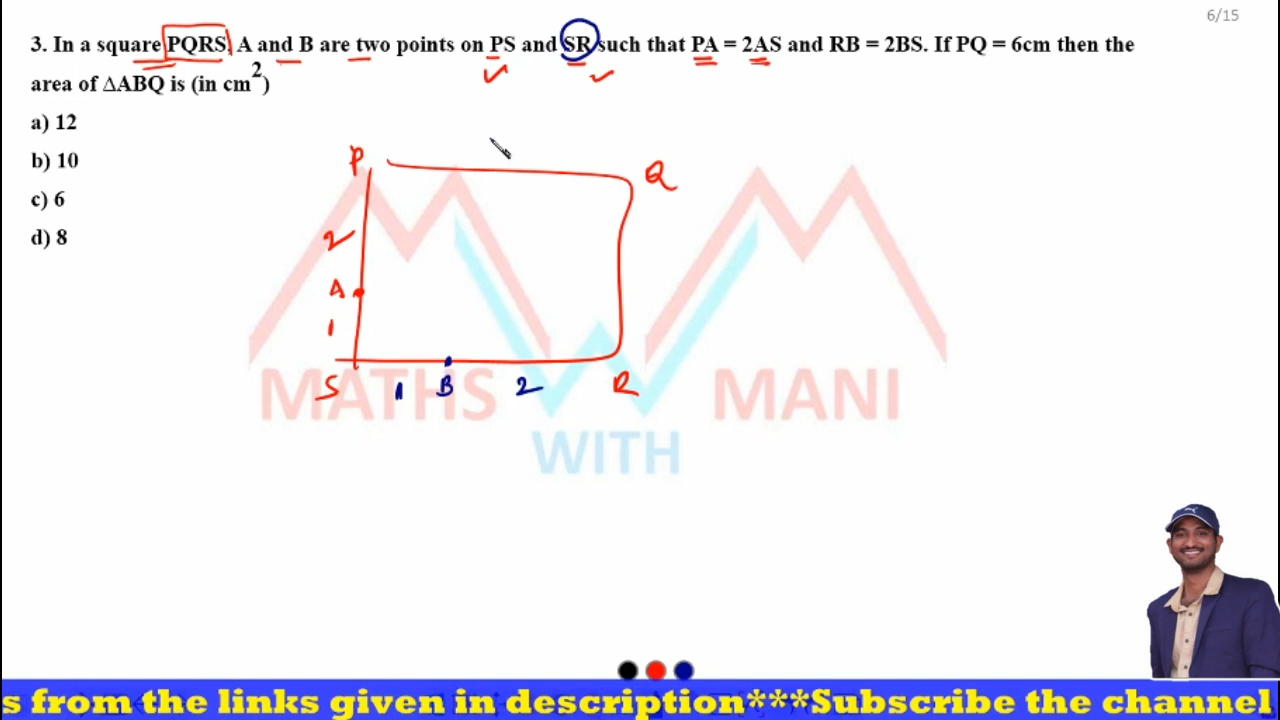 6/15
3. In a square PQRS, A and B are two points on PS and SR such that PA = 2AS and RB = 2BS. If PQ = 6cm then the
area of ΔABQ is (in cm²)
a) 12
b) 10
c) 6
d) 8
P
Q
2
A
1
S
1
B
2
R
MATHS
WITH
MANI
s from the links given in description***Subscribe the channel